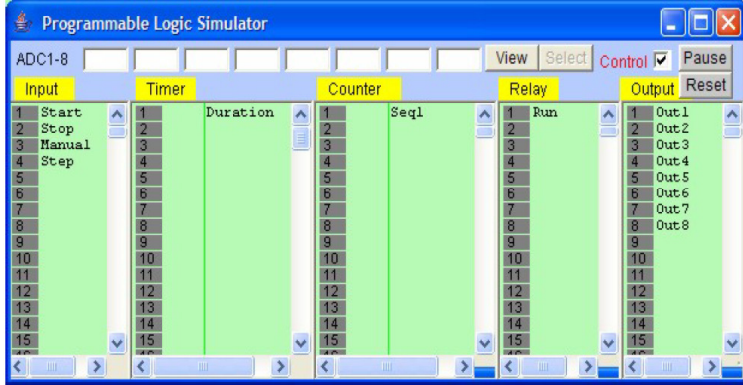 Programmable Logic Simulator
ADC1-8 View Select Control Pause
Reset
Input Timer Counter Relay Output
1 Start 1 Duration 1 Seql 1 Run 1 Out1
2 Stop 2 2 2 2 Out2
3 Manual 3 3 3 3 Out3
4 Step 4 4 4 4 Out4
5 5 5 5 5 Out5
6 6 6 6 6 Out6
7 7 7 7 7 Out7
8 8 8 8 8 Out8
9 9 9 9 9
10 10 10 10 10
11 11 11 11 11
12 12 12 12 12
13 13 13 13 13
14 14 14 14 14
15 15 15 15 15